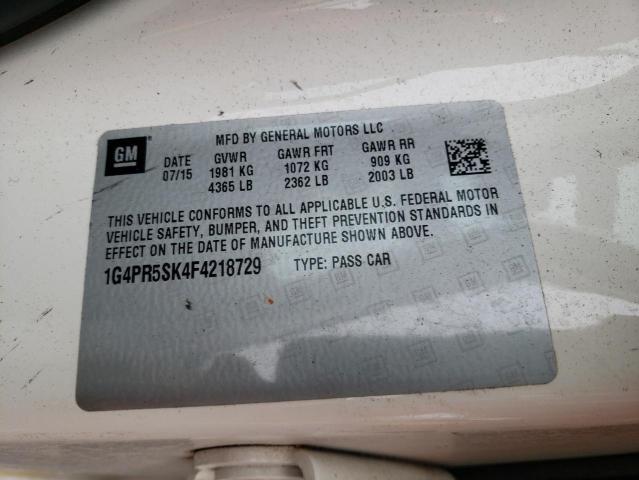 MFD BY GENERAL MOTORS LLC
GM
DATE GVWR GAWR FRT GAWR RR
07/15 1981 KG 1072 KG 909 KG
4365 LB 2362 LB 2003 LB
THIS VEHICLE CONFORMS TO ALL APPLICABLE U.S. FEDERAL MOTOR
VEHICLE SAFETY, BUMPER, AND THEFT PREVENTION STANDARDS IN
EFFECT ON THE DATE OF MANUFACTURE SHOWN ABOVE.
1G4PR5SK4F4218729 TYPE: PASS CAR